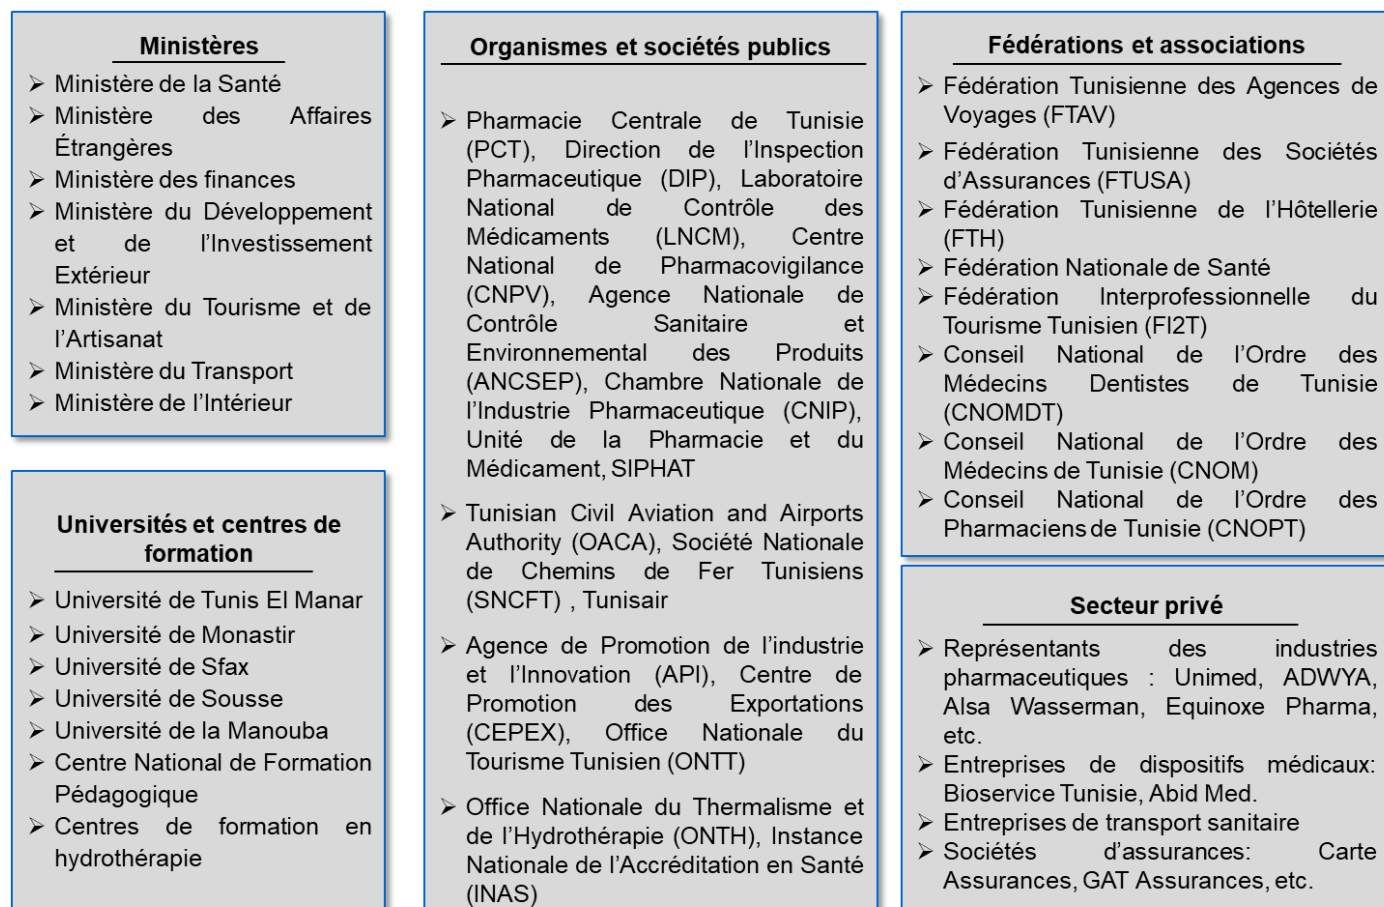 Ministères
➢ Ministère de la Santé
➢ Ministère des Affaires
Étrangères
➢ Ministère des finances
➢ Ministère du Développement
et de l’Investissement
Extérieur
➢ Ministère du Tourisme et de
l’Artisanat
➢ Ministère du Transport
➢ Ministère de l’Intérieur
Universités et centres de
formation
➢ Université de Tunis El Manar
➢ Université de Monastir
➢ Université de Sfax
➢ Université de Sousse
➢ Université de la Manouba
➢ Centre National de Formation
Pédagogique
➢ Centres de formation en
hydrothérapie
Organismes et sociétés publics
➢ Pharmacie Centrale de Tunisie
(PCT), Direction de l’Inspection
Pharmaceutique (DIP), Laboratoire
National de Contrôle des
Médicaments (LNCM), Centre
National de Pharmacovigilance
(CNPV), Agence Nationale de
Contrôle Sanitaire et
Environnemental des Produits
(ANCSEP), Chambre Nationale de
l’Industrie Pharmaceutique (CNIP),
Unité de la Pharmacie et du
Médicament, SIPHAT
➢ Tunisian Civil Aviation and Airports
Authority (OACA), Société Nationale
de Chemins de Fer Tunisiens
(SNCFT) , Tunisair
➢ Agence de Promotion de l’industrie
et l’Innovation (API), Centre de
Promotion des Exportations
(CEPEX), Office Nationale du
Tourisme Tunisien (ONTT)
➢ Office Nationale du Thermalisme et
de l’Hydrothérapie (ONTH), Instance
Nationale de l’Accréditation en Santé
(INAS)
Fédérations et associations
➢ Fédération Tunisienne des Agences de
Voyages (FTAV)
➢ Fédération Tunisienne des Sociétés
d’Assurances (FTUSA)
➢ Fédération Tunisienne de l’Hôtellerie
(FTH)
➢ Fédération Nationale de Santé
➢ Fédération Interprofessionnelle du
Tourisme Tunisien (FI2T)
➢ Conseil National de l’Ordre des
Médecins Dentistes de Tunisie
(CNOMDT)
➢ Conseil National de l’Ordre des
Médecins de Tunisie (CNOM)
➢ Conseil National de l’Ordre des
Pharmaciens de Tunisie (CNOPT)
Secteur privé
➢ Représentants des industries
pharmaceutiques : Unimed, ADWYA,
Alsa Wasserman, Equinoxe Pharma,
etc.
➢ Entreprises de dispositifs médicaux:
Bioservice Tunisie, Abid Med.
➢ Entreprises de transport sanitaire
➢ Sociétés d’assurances: Carte
Assurances, GAT Assurances, etc.